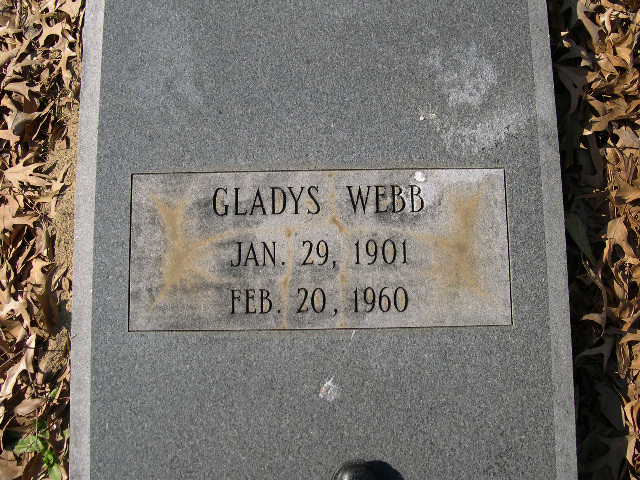 GLADYS WEBB
JAN. 29, 1901
FEB. 20, 1960